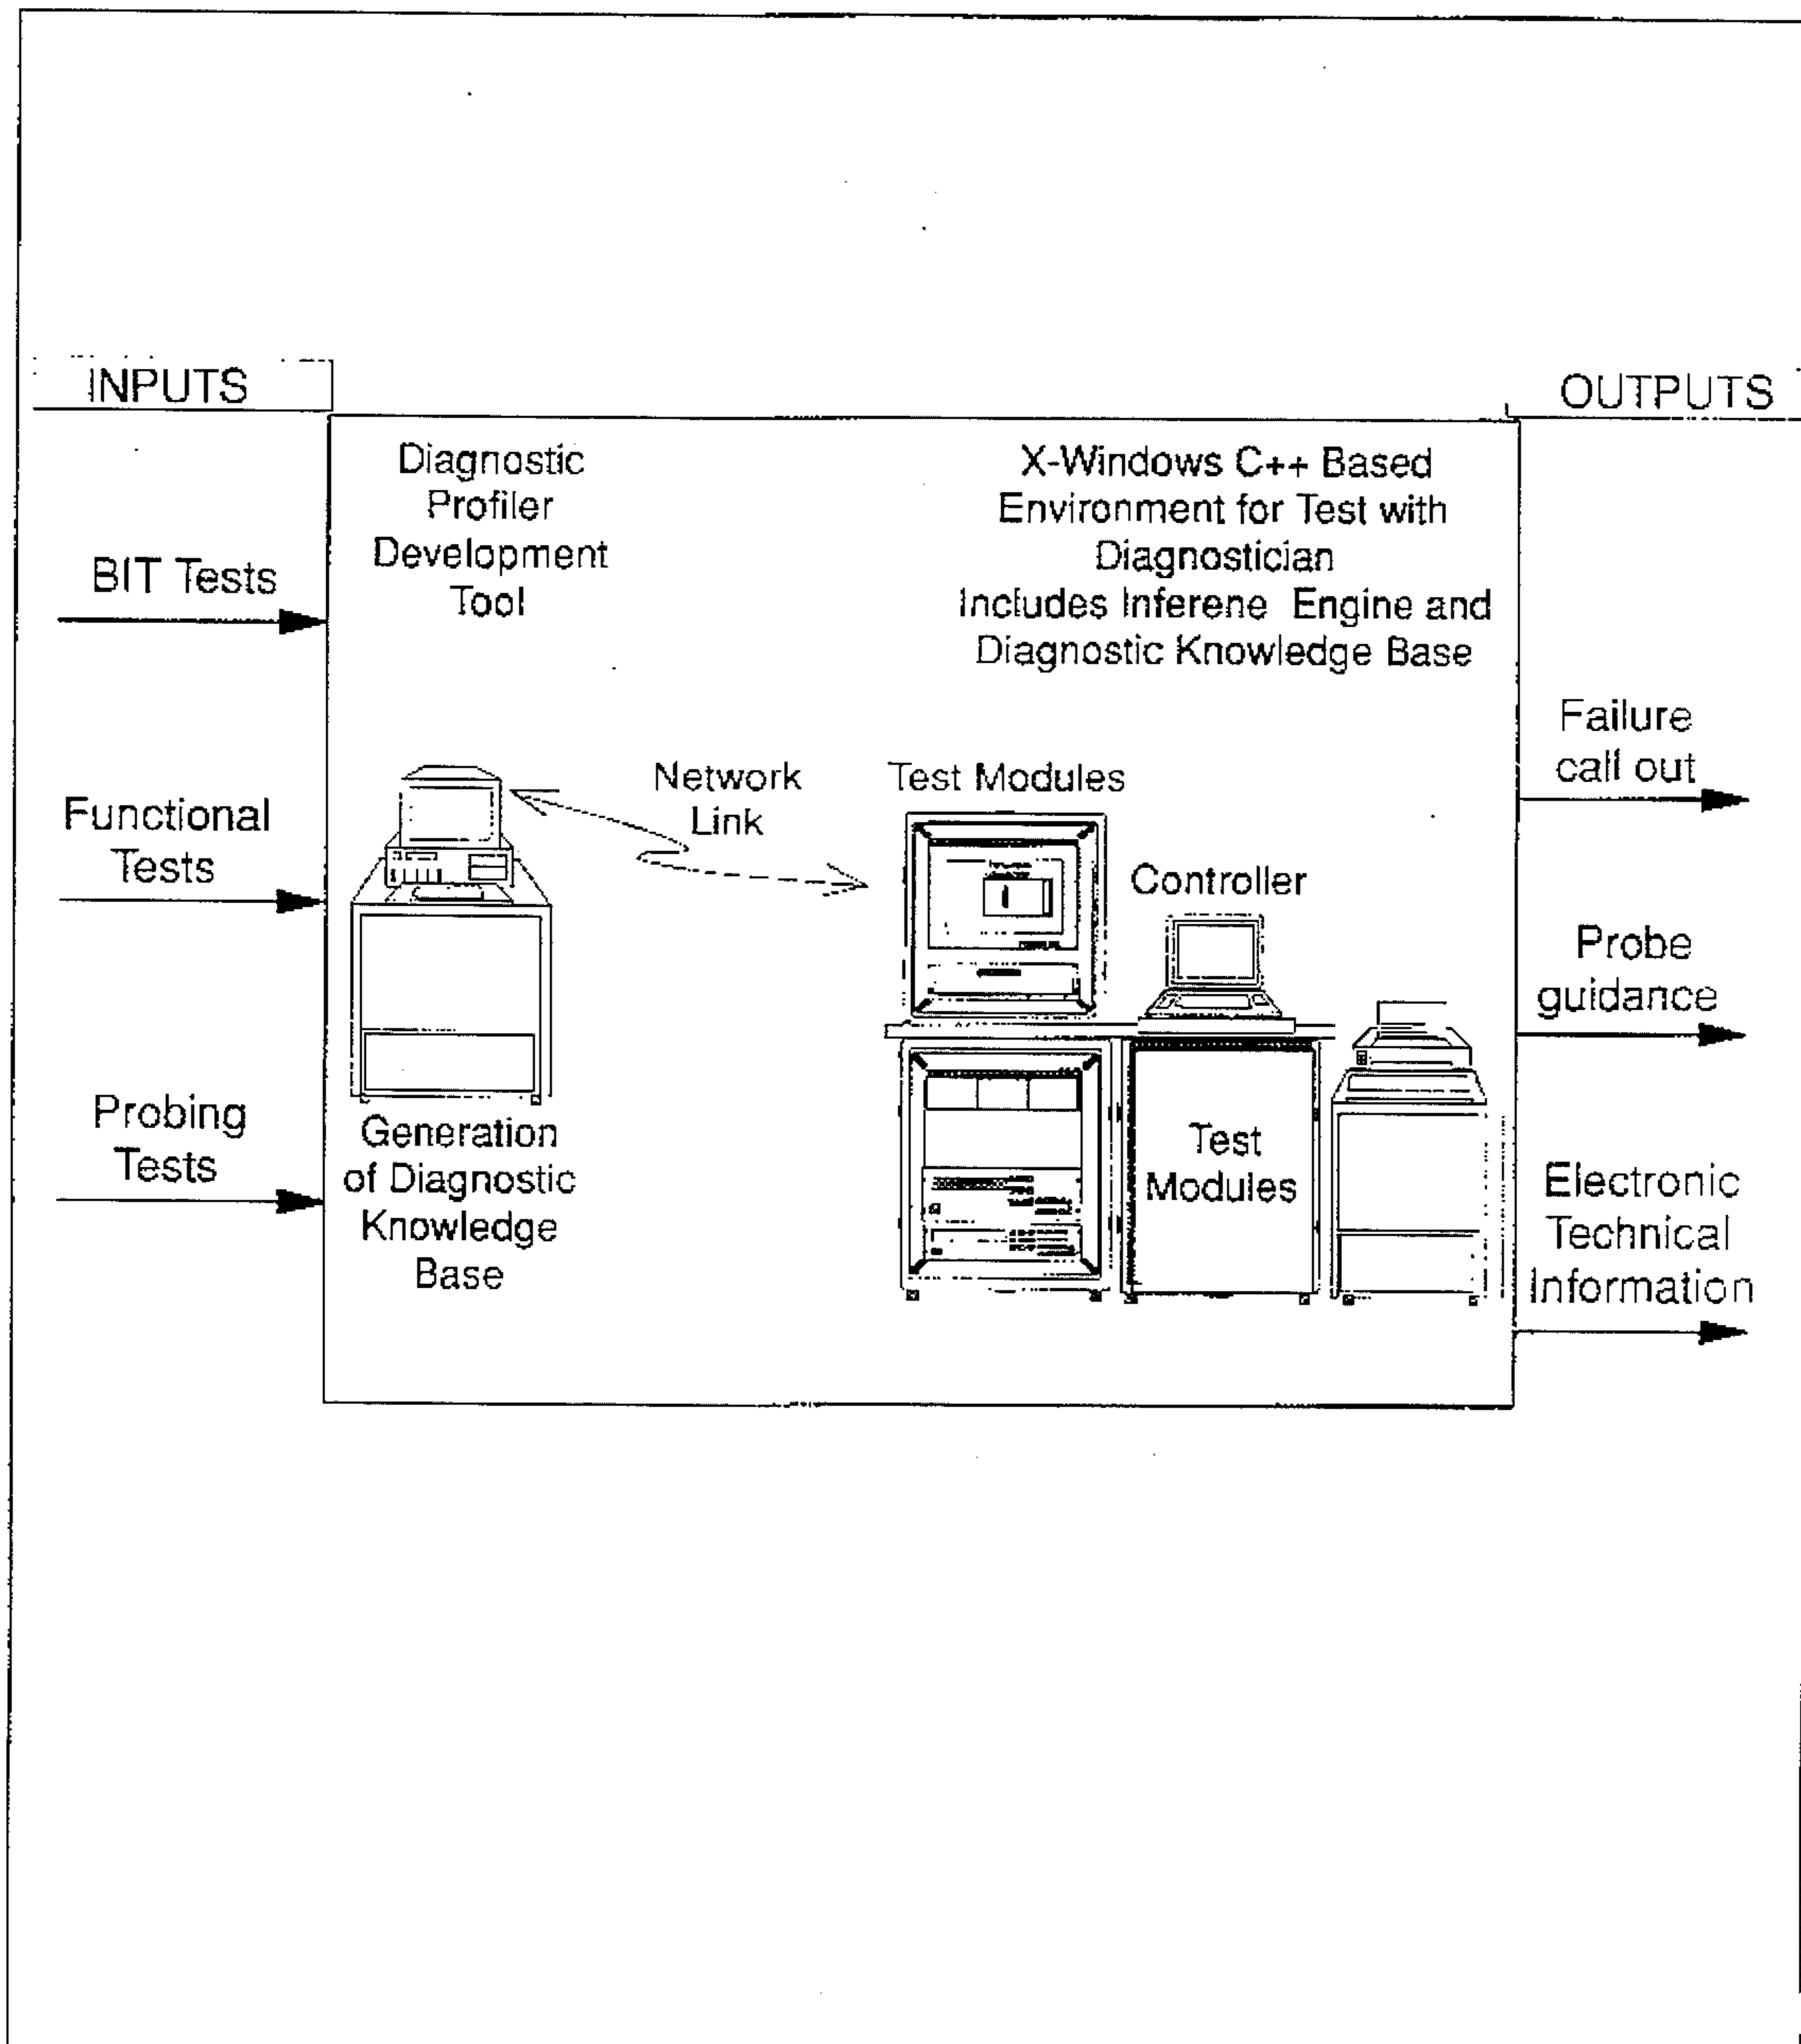 INPUTS
OUTPUTS
Diagnostic
Profiler
Development
Tool
X-Windows C++ Based
Environment for Test with
Diagnostician
Includes Inferene Engine and
Diagnostic Knowledge Base
BIT Tests
Functional
Tests
Probing
Tests
Network
Link
Test Modules
Controller
Generation
of Diagnostic
Knowledge
Base
Test
Modules
Failure
call out
Probe
guidance
Electronic
Technical
Information